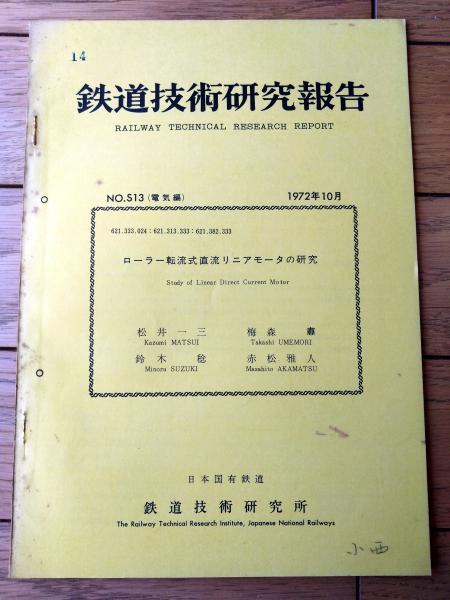 14
鉄道技術研究報告
RAILWAY TECHNICAL RESEARCH REPORT
NO.S13(電気編) 1972年10月
621.333.024:621.313.333:621.382.333
ローラー転流式直流リニアモータの研究
Study of Linear Direct Current Motor
松井一三 梅森
Kazumi MATSUI Takashi UMEMORI
鈴木稔 赤松雅人
Minoru SUZUKI Masahito AKAMATSU
日本国有鉄道
鉄道技術研究所
The Railway Technical Research Institute, Japanese National Railways
小西